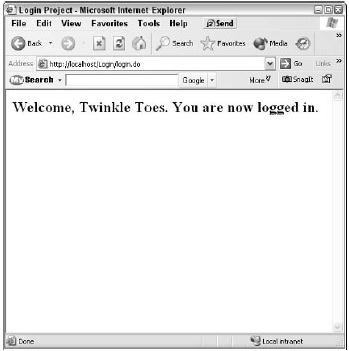 Login Project - Microsoft Internet Explorer
File Edit View Favorites Tools Help Send
Back Search Favorites Media »
Address http://localhost/Login/login.do Go Links »
My Search Google More SnagIt
Welcome, Twinkle Toes. You are now logged in.
Done Local intranet